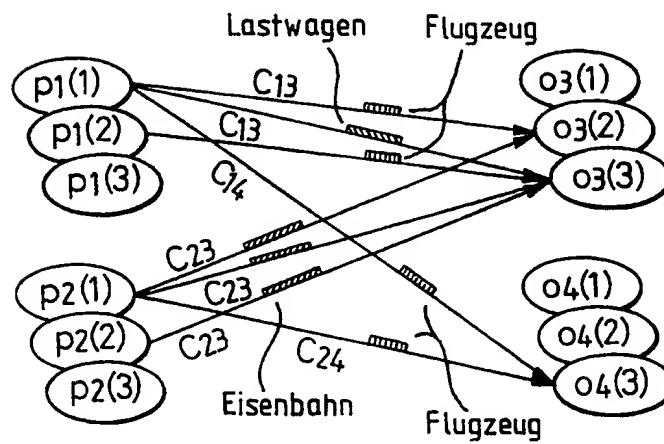 Lastwagen Flugzeug
p1(1) C13 o3(1)
p1(2) C13 o3(2)
p1(3) C14 o3(3)
C23
p2(1) C23 o4(1)
p2(2) C23 C24 o4(2)
p2(3) o4(3)
Eisenbahn Flugzeug